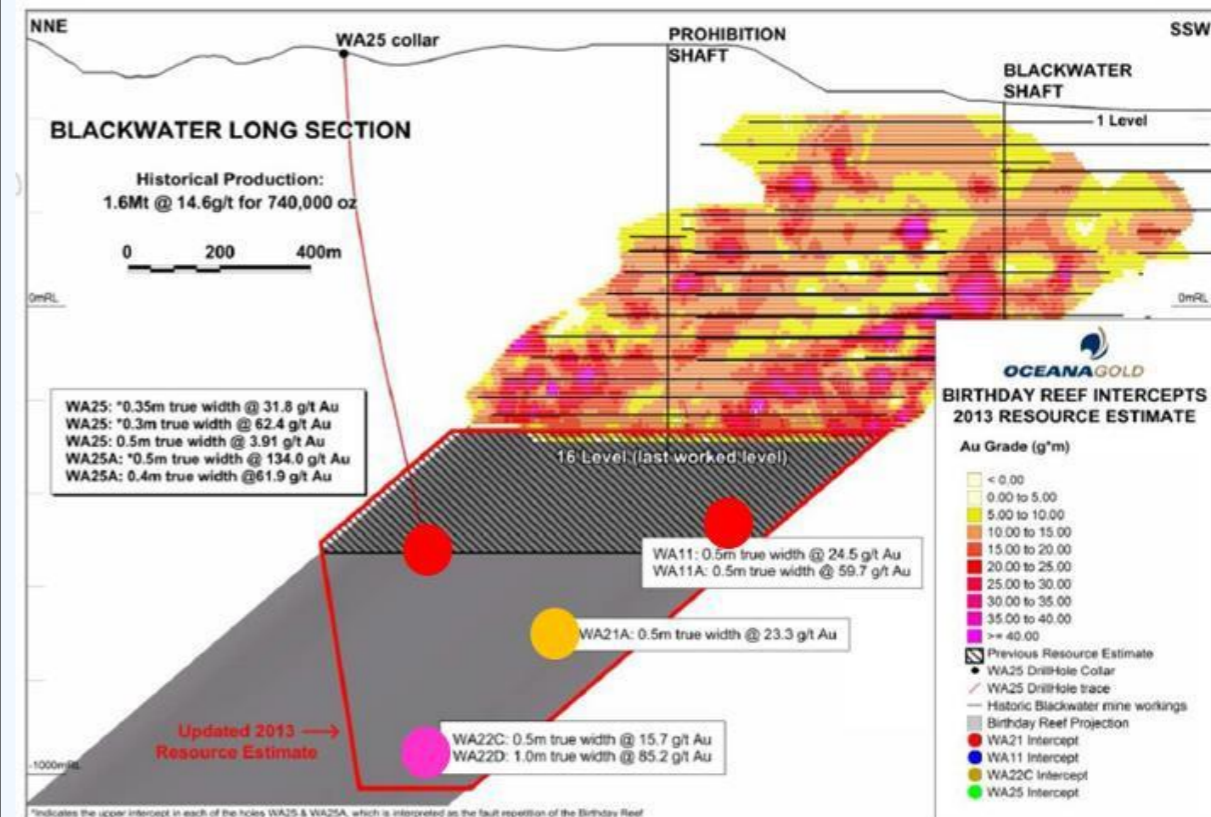 NNE
WA25 collar
PROHIBITION
SHAFT
SSW
BLACKWATER
SHAFT
1 Level
BLACKWATER LONG SECTION
Historical Production:
1.6Mt @ 14.6g/t for 740,000 oz
0 200 400m
0mRL
0mRL
WA25: *0.35m true width @ 31.8 g/t Au
WA25: *0.3m true width @ 62.4 g/t Au
WA25: 0.5m true width @ 3.91 g/t Au
WA25A: *0.5m true width @ 134.0 g/t Au
WA25A: 0.4m true width @61.9 g/t Au
16 Level (last worked level)
WA11: 0.5m true width @ 24.5 g/t Au
WA11A: 0.5m true width @ 59.7 g/t Au
WA21A: 0.5m true width @ 23.3 g/t Au
Updated 2013
Resource Estimate
WA22C: 0.5m true width @ 15.7 g/t Au
WA22D: 1.0m true width @ 85.2 g/t Au
-1000mRL
*Indicates the upper intercept in each of the holes WA25 & WA25A, which is interpreted as the fault repetition of the Birthday Reef
OCEANAGOLD
BIRTHDAY REEF INTERCEPTS
2013 RESOURCE ESTIMATE
Au Grade (g*m)
< 0.00
0.00 to 5.00
5.00 to 10.00
10.00 to 15.00
15.00 to 20.00
20.00 to 25.00
25.00 to 30.00
30.00 to 35.00
35.00 to 40.00
>= 40.00
Previous Resource Estimate
WA25 DrillHole Collar
WA25 DrillHole trace
Historic Blackwater mine workings
Birthday Reef Projection
WA21 Intercept
WA11 Intercept
WA22C Intercept
WA25 Intercept